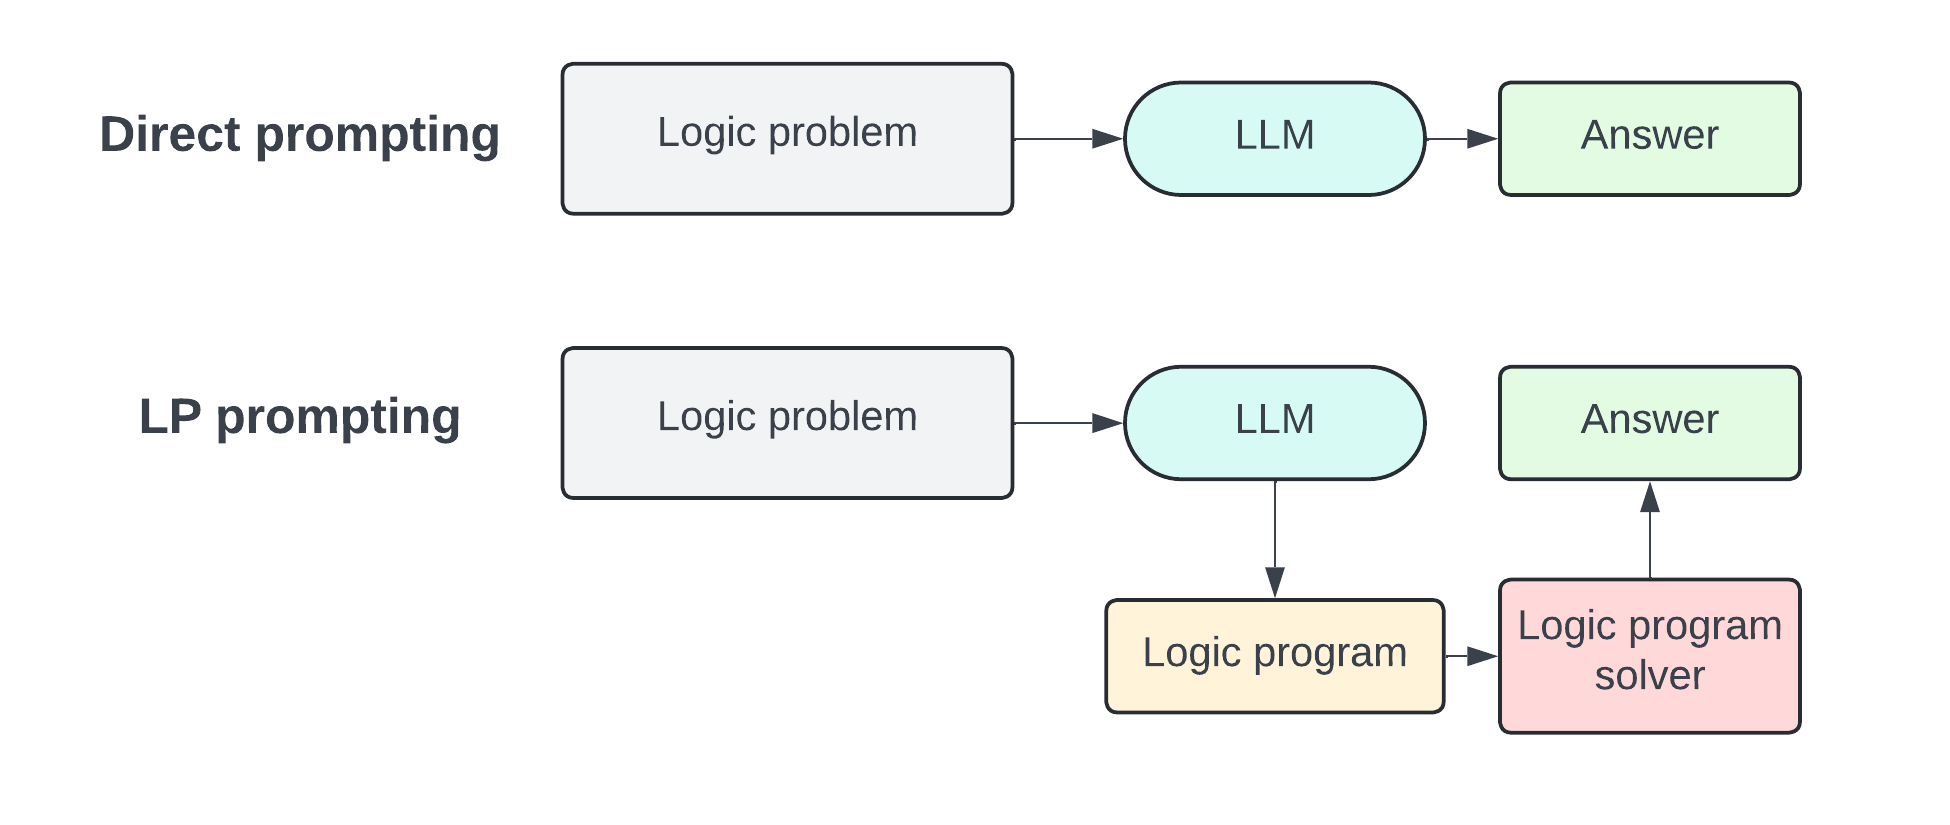 Direct prompting
Logic problem
LLM
Answer
LP prompting
Logic problem
LLM
Answer
Logic program
Logic program
solver